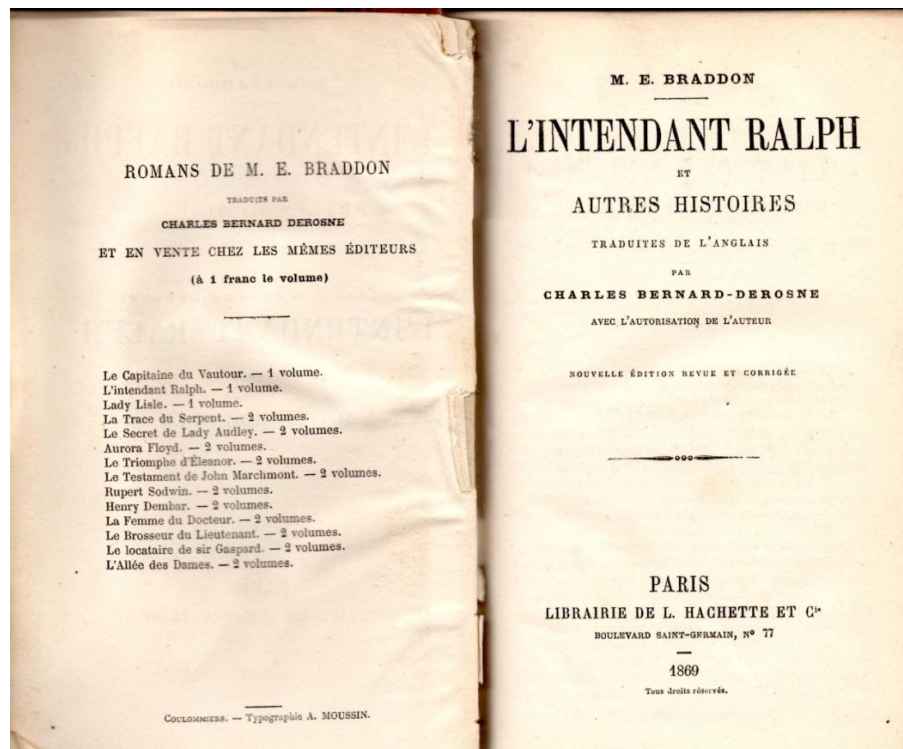 ROMANS DE M. E. BRADDON
TRADUITS PAR
CHARLES BERNARD DEROSNE
ET EN VENTE CHEZ LES MÊMES ÉDITEURS
(à 1 franc le volume)
Le Capitaine du Vautour. — 1 volume.
L'intendant Ralph. — 1 volume.
Lady Lisle. — 1 volume.
La Trace du Serpent. — 2 volumes.
Le Secret de Lady Audley. — 2 volumes.
Aurora Floyd. — 2 volumes.
Le Triomphe d'Éleanor. — 2 volumes.
Le Testament de John Marchmont. — 2 volumes.
Rupert Sodwin. — 2 volumes.
Henry Dembar. — 2 volumes.
La Femme du Docteur. — 2 volumes.
Le Brosseur du Lieutenant. — 2 volumes.
Le locataire de sir Gaspard. — 2 volumes.
L'Allée des Dames. — 2 volumes.
COULOMMIERS. — Typographie A. MOUSSIN.
M. E. BRADDON
L'INTENDANT RALPH
ET
AUTRES HISTOIRES
TRADUITES DE L'ANGLAIS
PAR
CHARLES BERNARD-DEROSNE
AVEC L'AUTORISATION DE L'AUTEUR
NOUVELLE ÉDITION REVUE ET CORRIGÉE
PARIS
LIBRAIRIE DE L. HACHETTE ET Cie
BOULEVARD SAINT-GERMAIN, Nº 77
1869
Tous droits réservés.